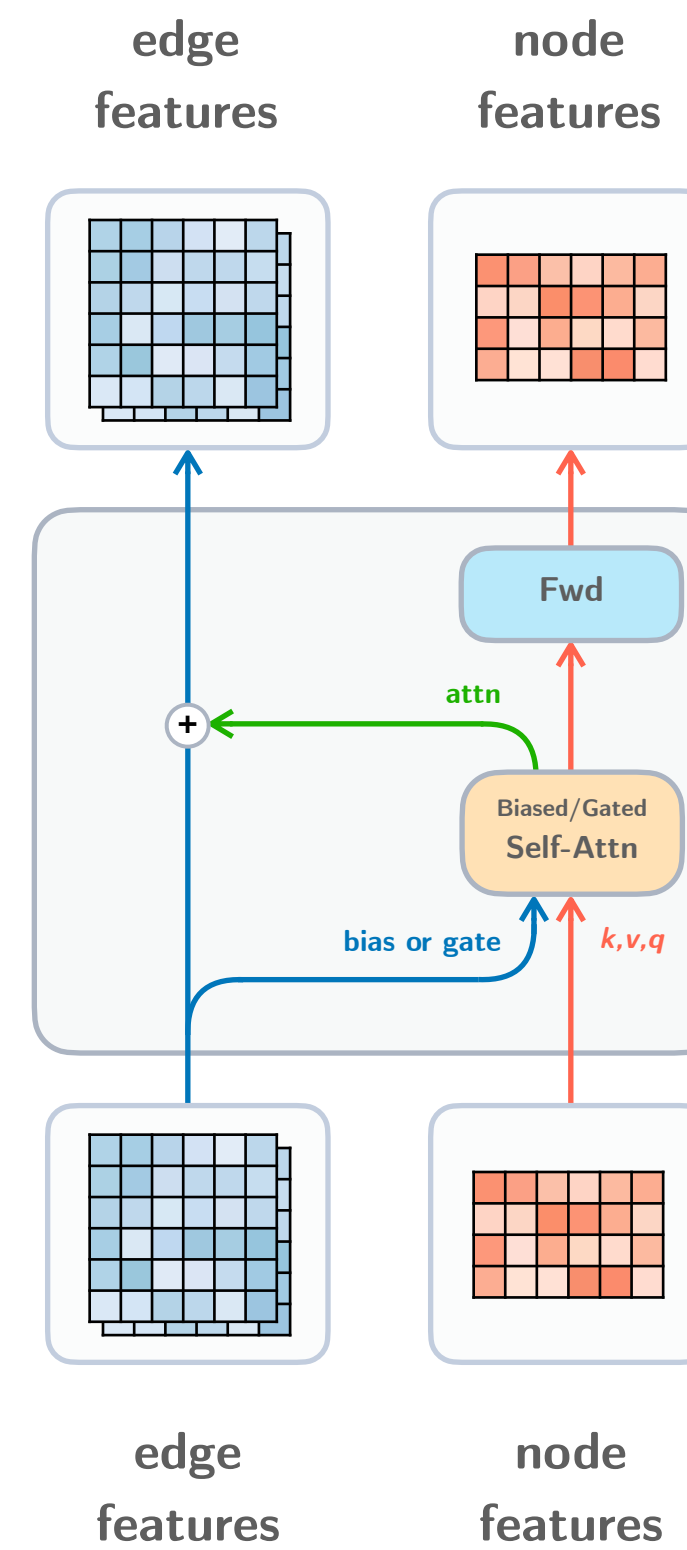 edge
features
node
features
Fwd
attn
+
Biased/Gated
Self-Attn
bias or gate
k,v,q
edge
features
node
features